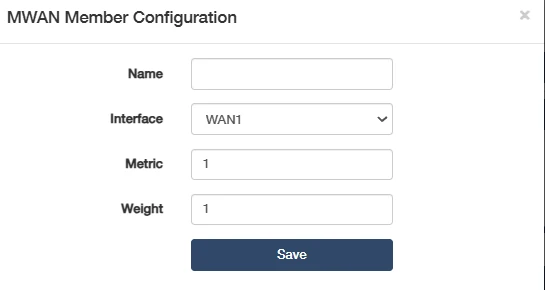 MWAN Member Configuration ×
Name
Interface WAN1
Metric 1
Weight 1
Save